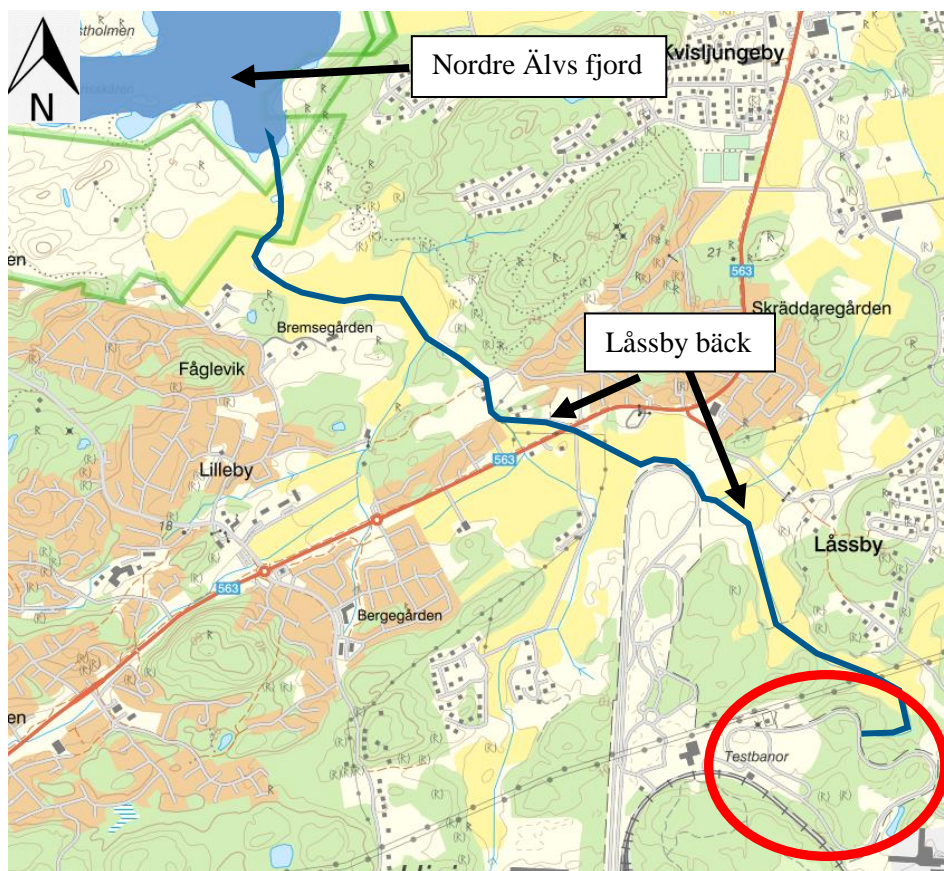 stholmen
Nordre Älvs fjord
Kvisljungeby
N
en
21
563
Skräddaregården
Bremsegården
Låssby bäck
Fåglevik
563
Lilleby
18
Låssby
563
Bergegården
en
Testbanor